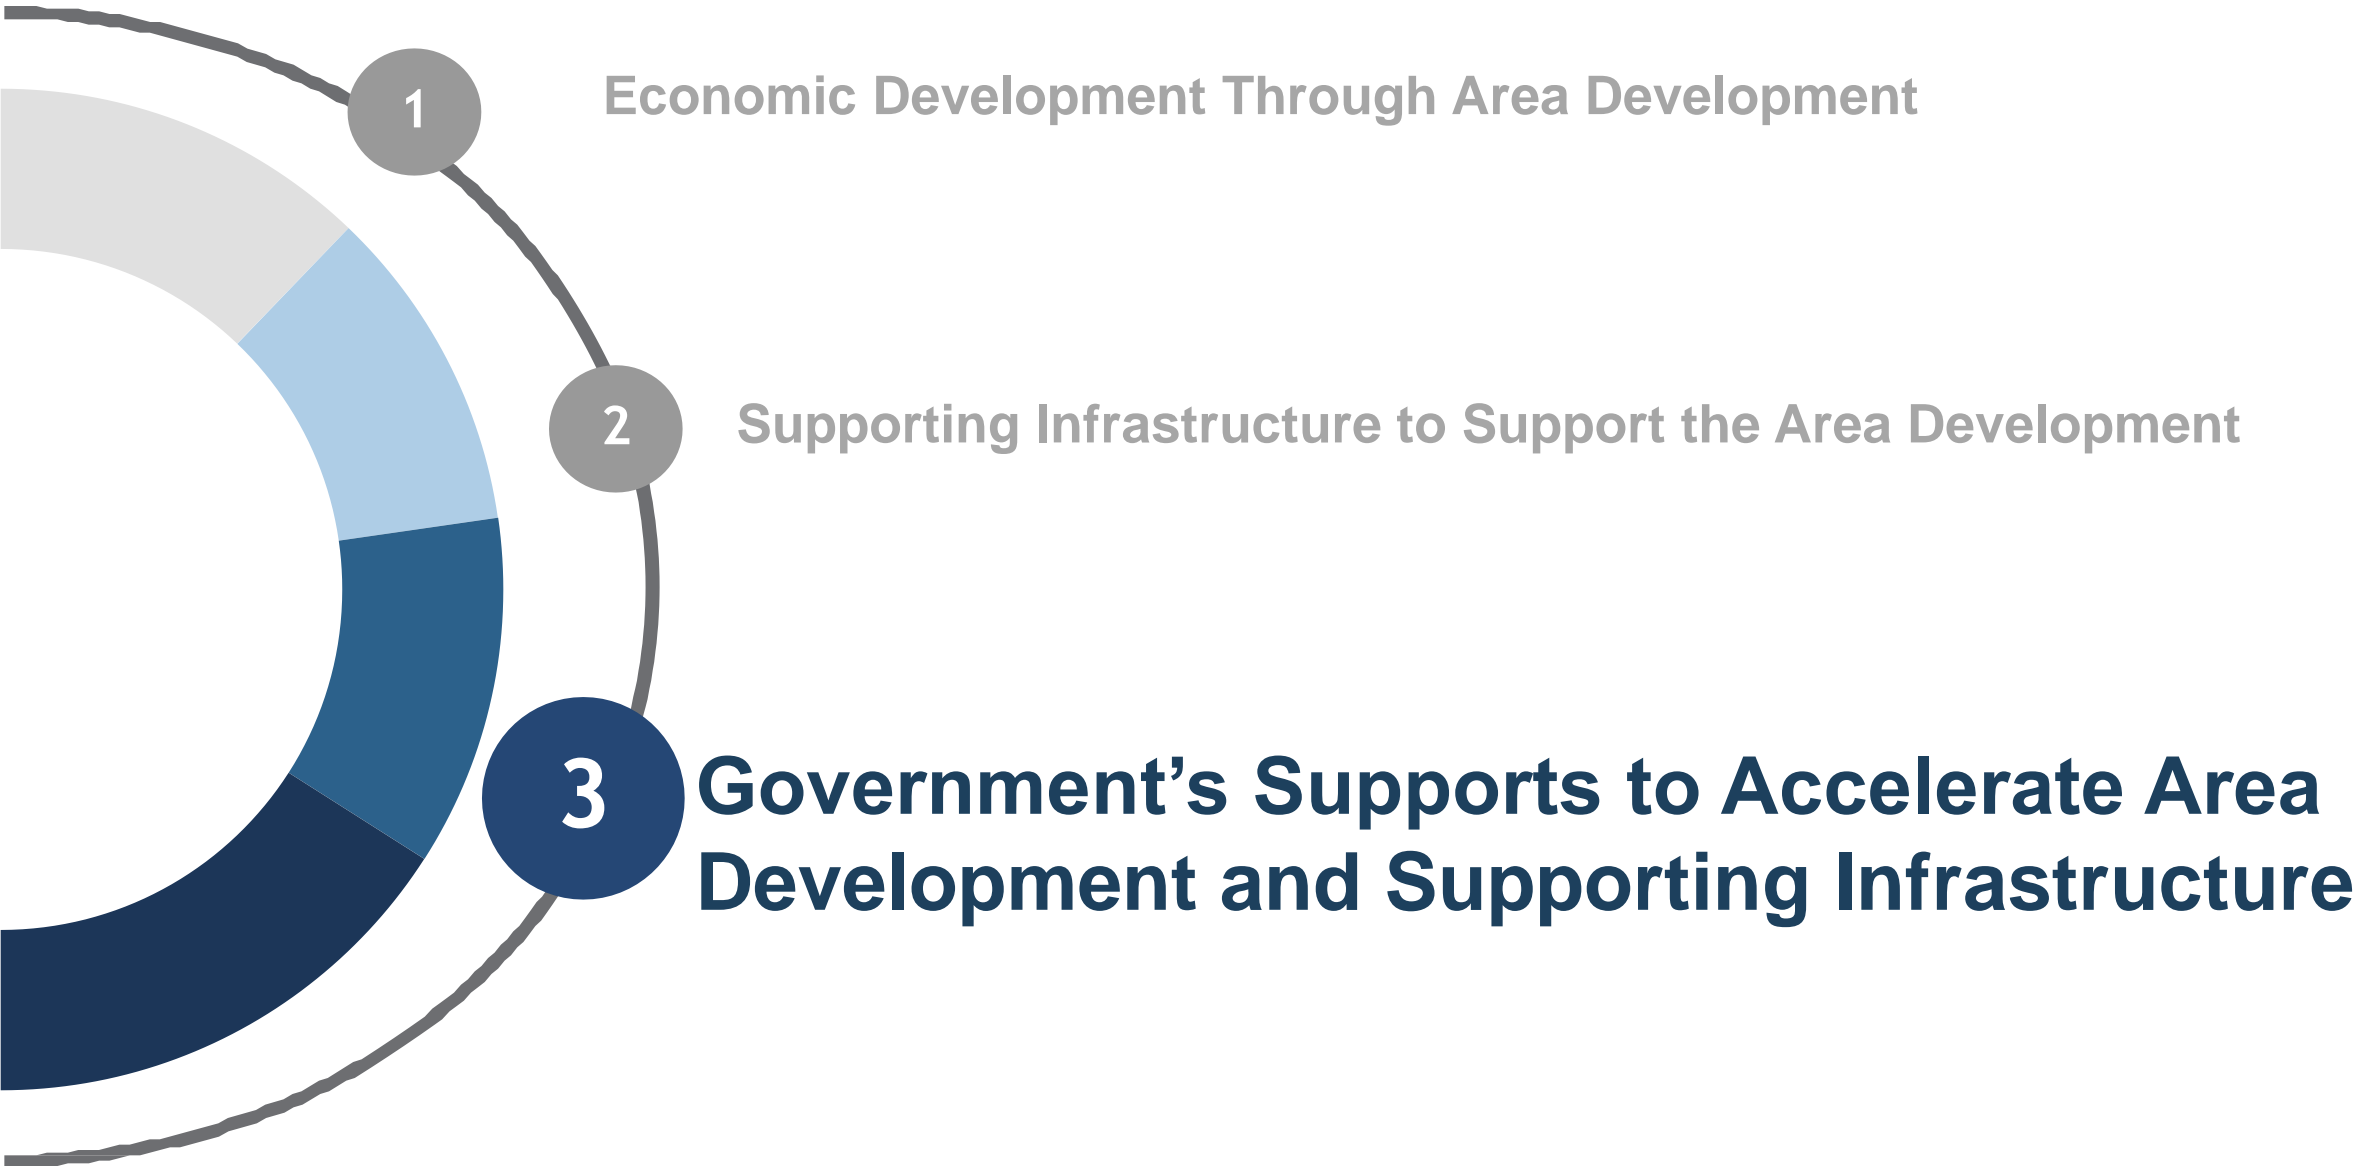 1
Economic Development Through Area Development
2
Supporting Infrastructure to Support the Area Development
3
Government’s Supports to Accelerate Area
Development and Supporting Infrastructure